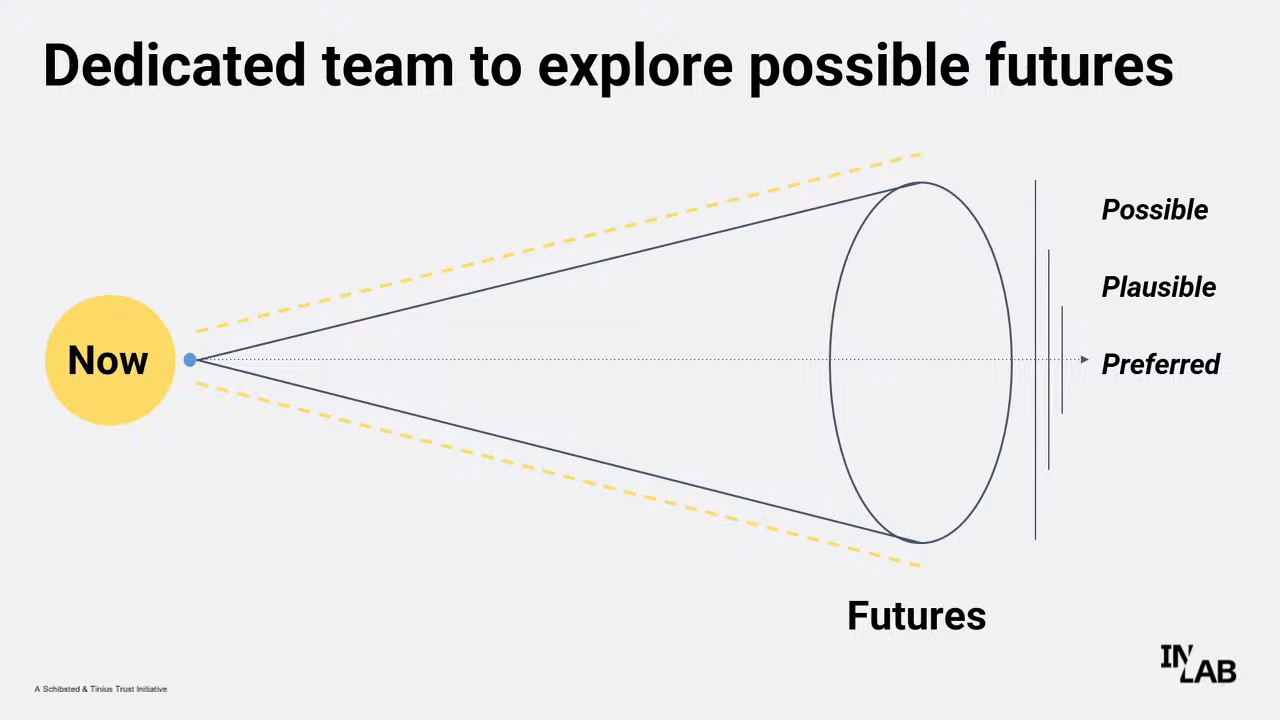 Dedicated team to explore possible futures
Possible
Plausible
Now
Preferred
Futures
IN
LAB
A Schibsted & Tinius Trust Initiative